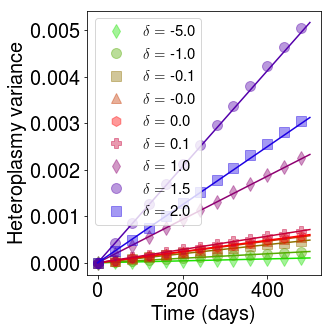 0.005
0.004
0.003
0.002
0.001
0.000
Heteroplasmy variance
δ = -5.0
δ = -1.0
δ = -0.1
δ = -0.0
δ = 0.0
δ = 0.1
δ = 1.0
δ = 1.5
δ = 2.0
0 200 400
Time (days)